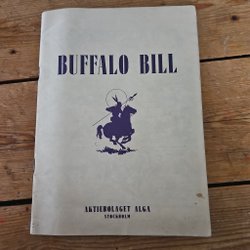 BUFFALO BILL
AKTIEBOLAGET ALGA
STOCKHOLM